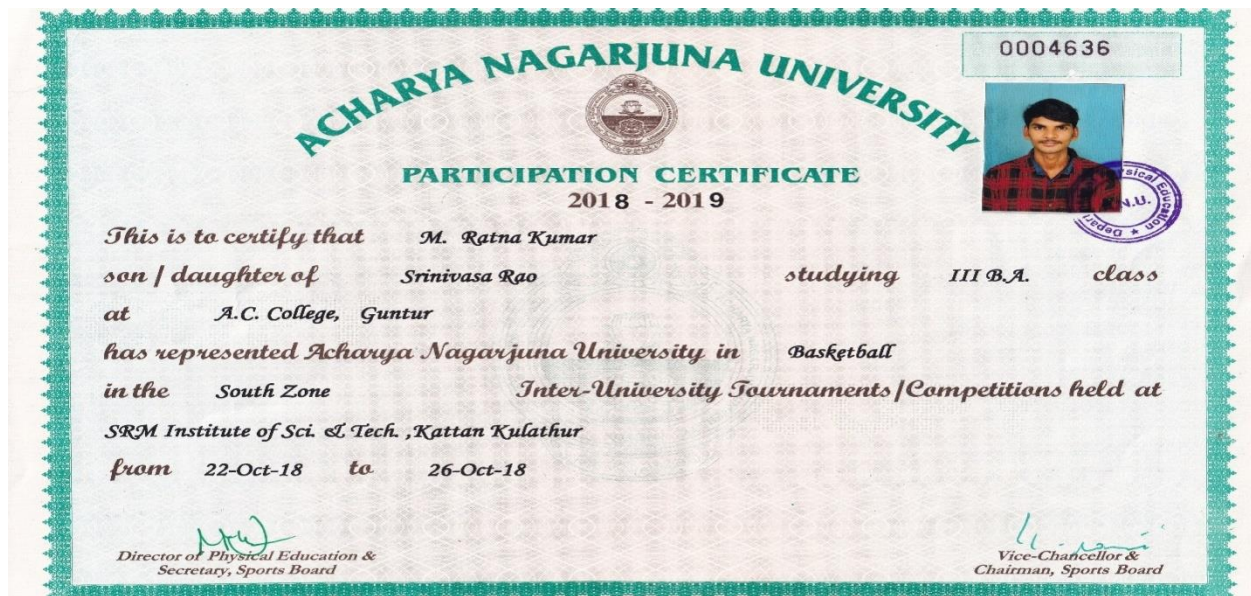 0004636
ACHARYA NAGARJUNA UNIVERSITY
PARTICIPATION CERTIFICATE
2018 - 2019
This is to certify that M. Ratna Kumar
son / daughter of Srinivasa Rao studying III B.A. class
at A.C. College, Guntur
has represented Acharya Nagarjuna University in Basketball
in the South Zone Inter-University Tournaments/Competitions held at
SRM Institute of Sci. & Tech. ,Kattan Kulathur
from 22-Oct-18 to 26-Oct-18
Director of Physical Education &
Secretary, Sports Board
Vice-Chancellor &
Chairman, Sports Board